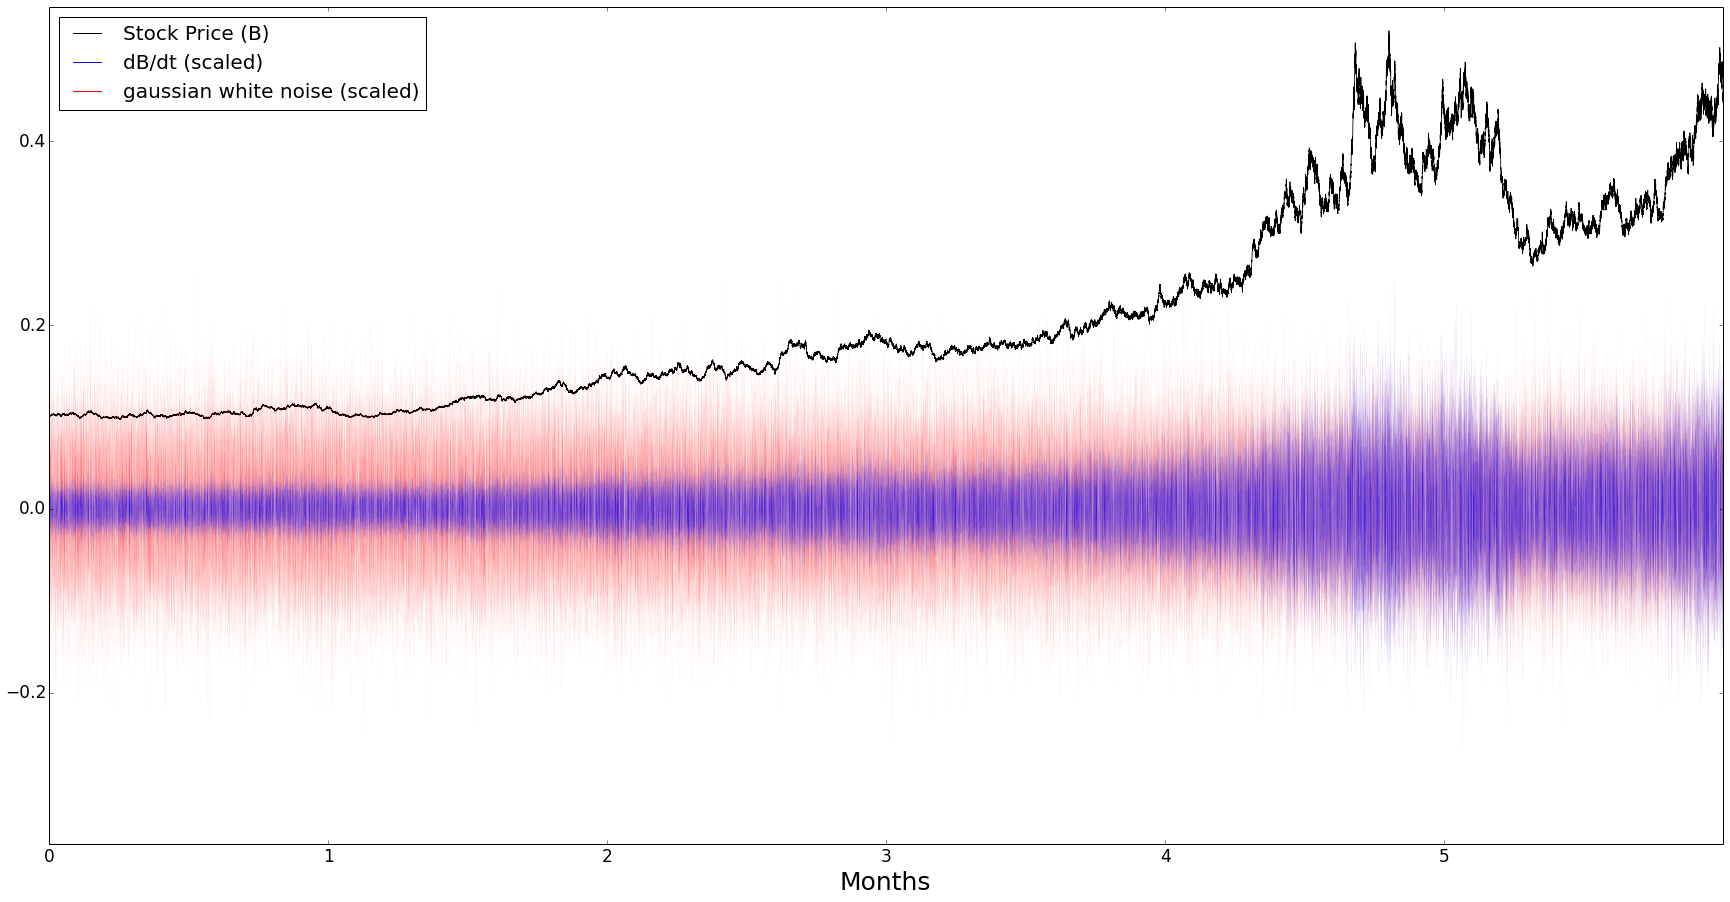 Stock Price (B)
dB/dt (scaled)
gaussian white noise (scaled)
0.4
0.2
0.0
−0.2
0 1 2 3 4 5
Months